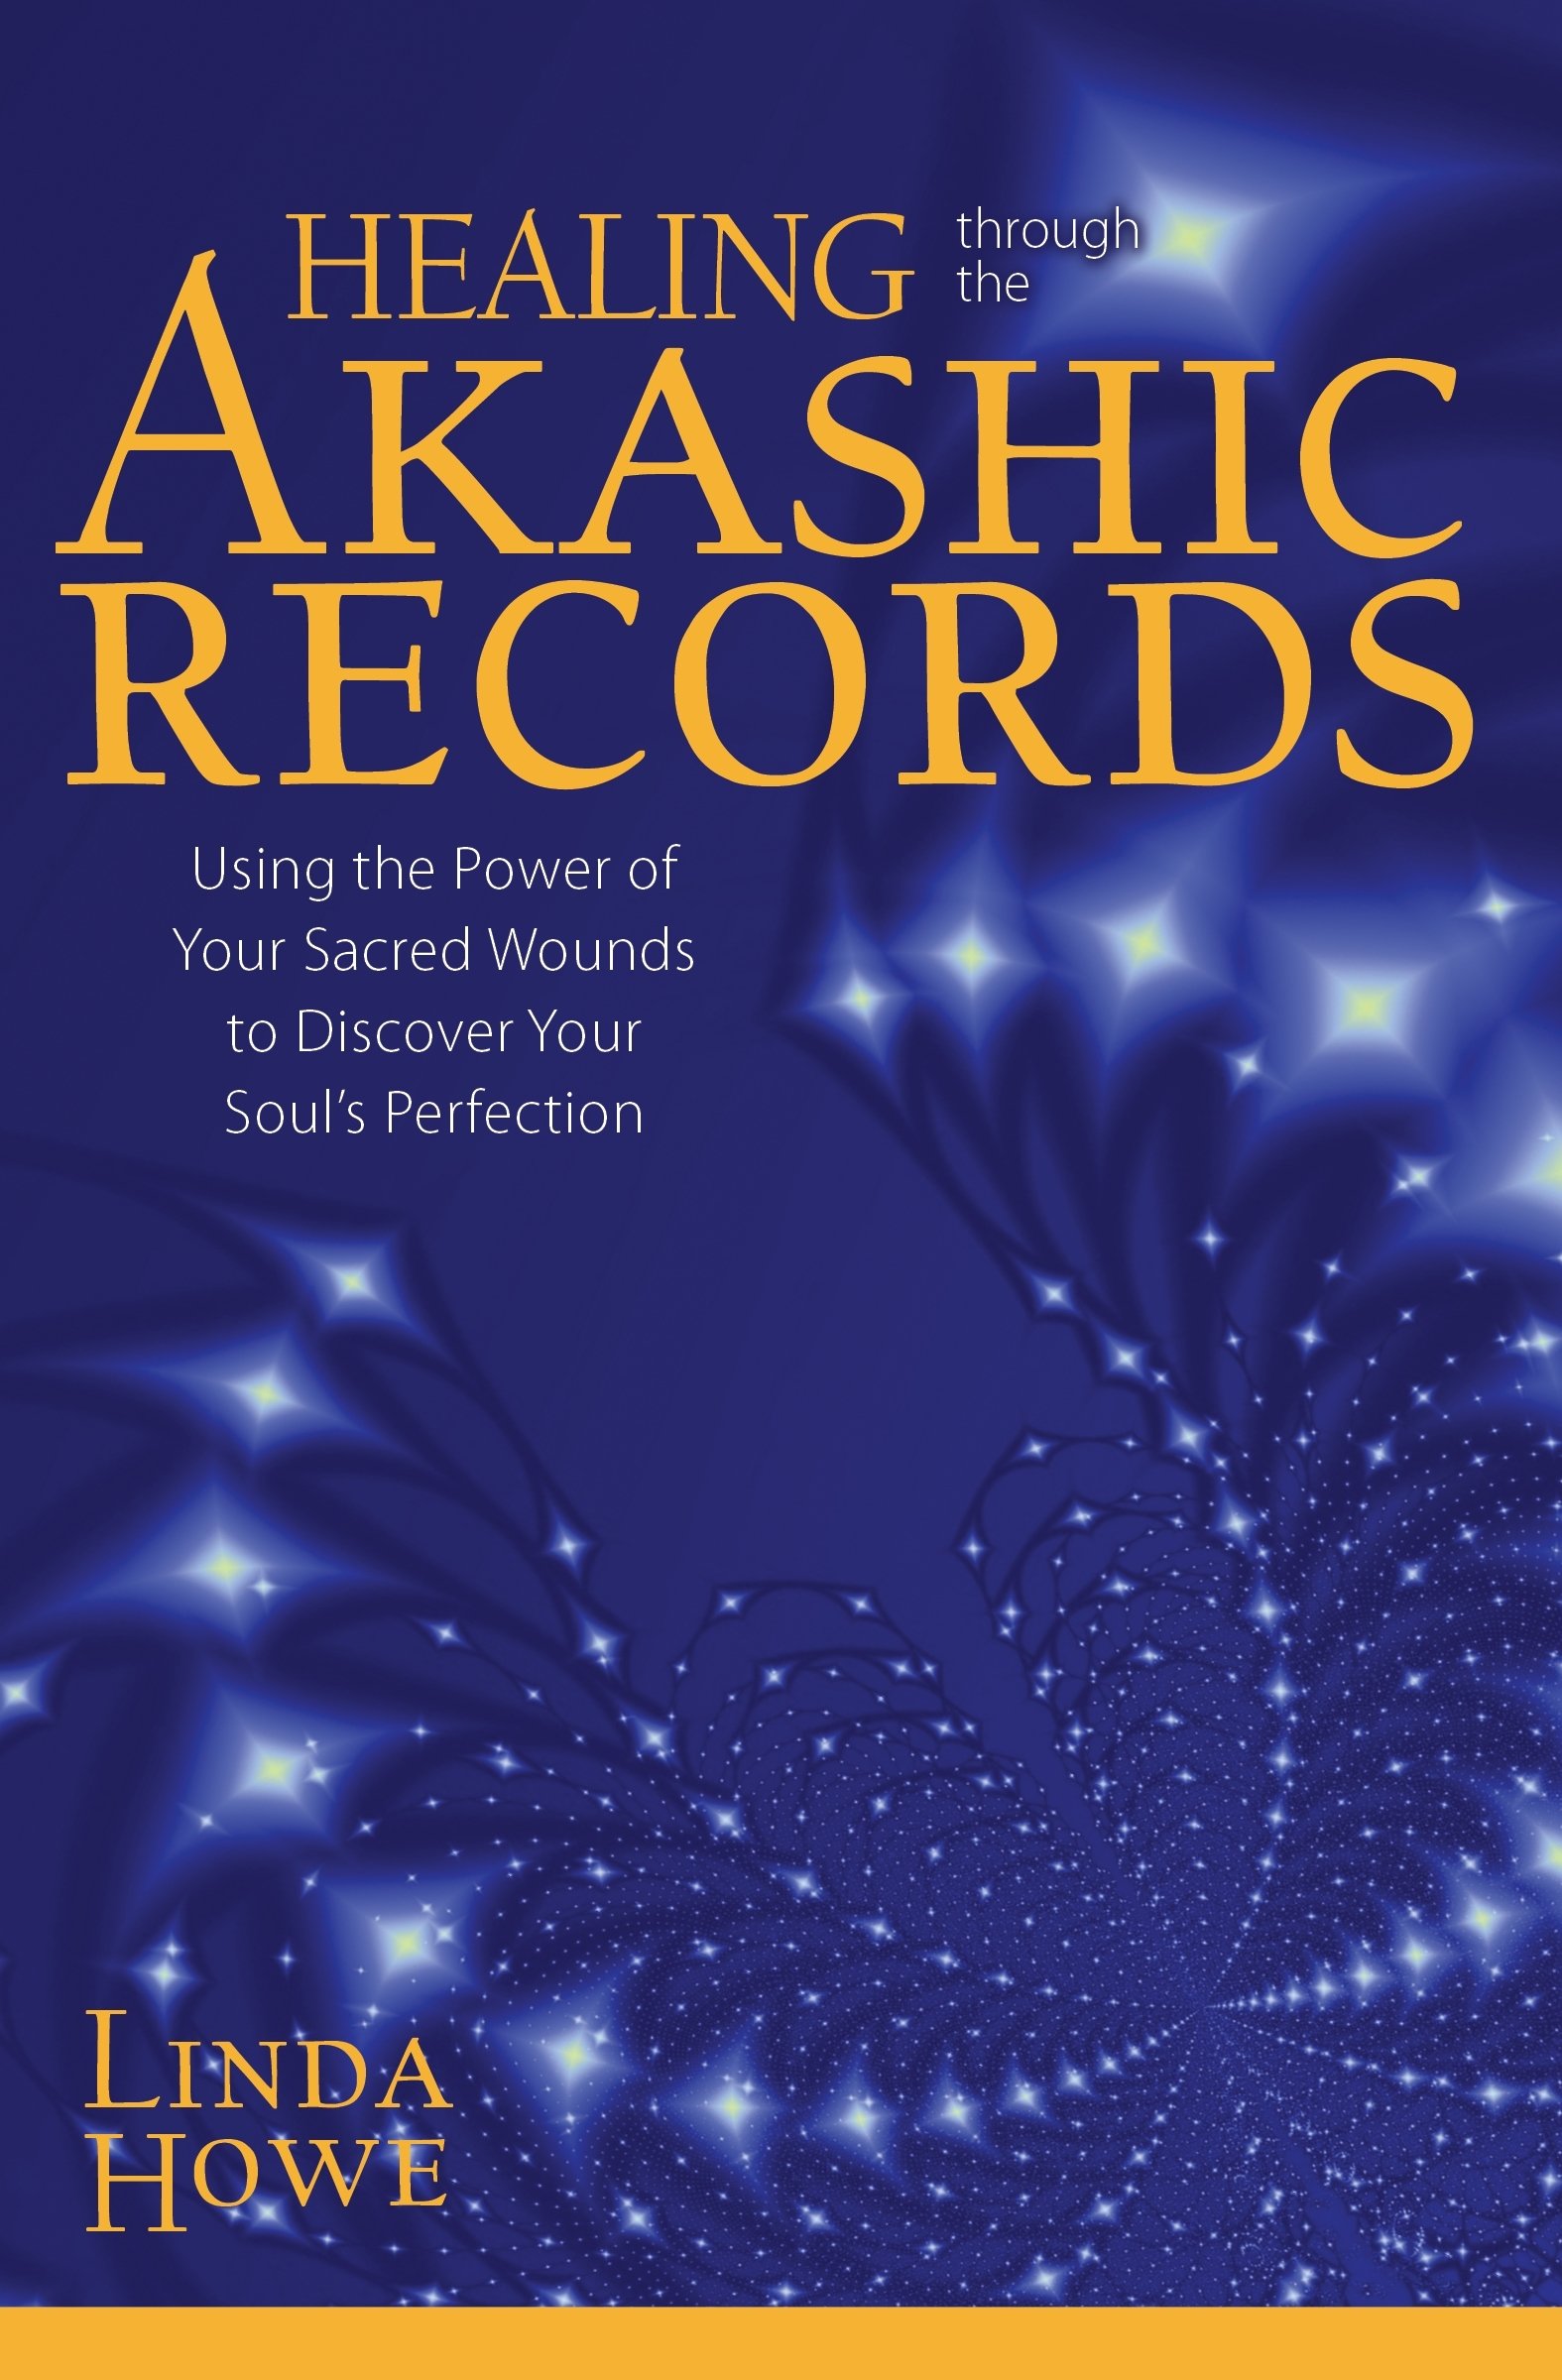 HEALING through the
AKASHIC
RECORDS
Using the Power of
Your Sacred Wounds
to Discover Your
Soul's Perfection
LINDA
HOWE